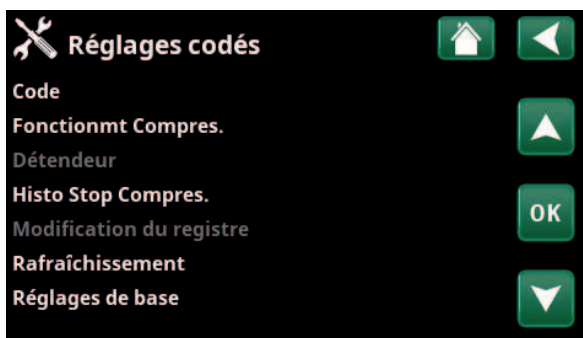 Réglages codés
Code
Fonctionmt Compres.
Détendeur
Histo Stop Compres.
OK
Modification du registre
Rafraîchissement
Réglages de base